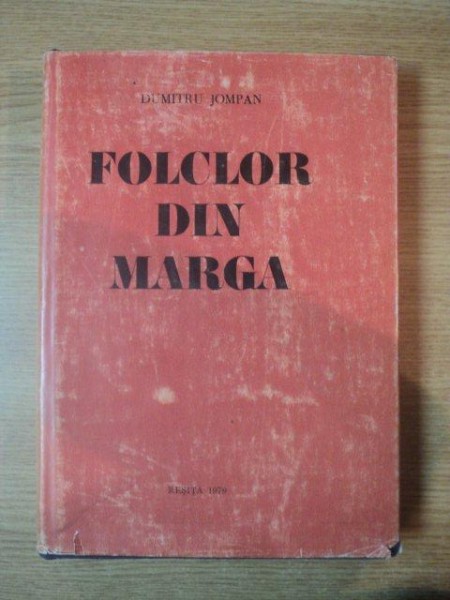 DUMITRU JOMPAN
FOLCLOR
DIN
MARGA
REȘIȚA 1979